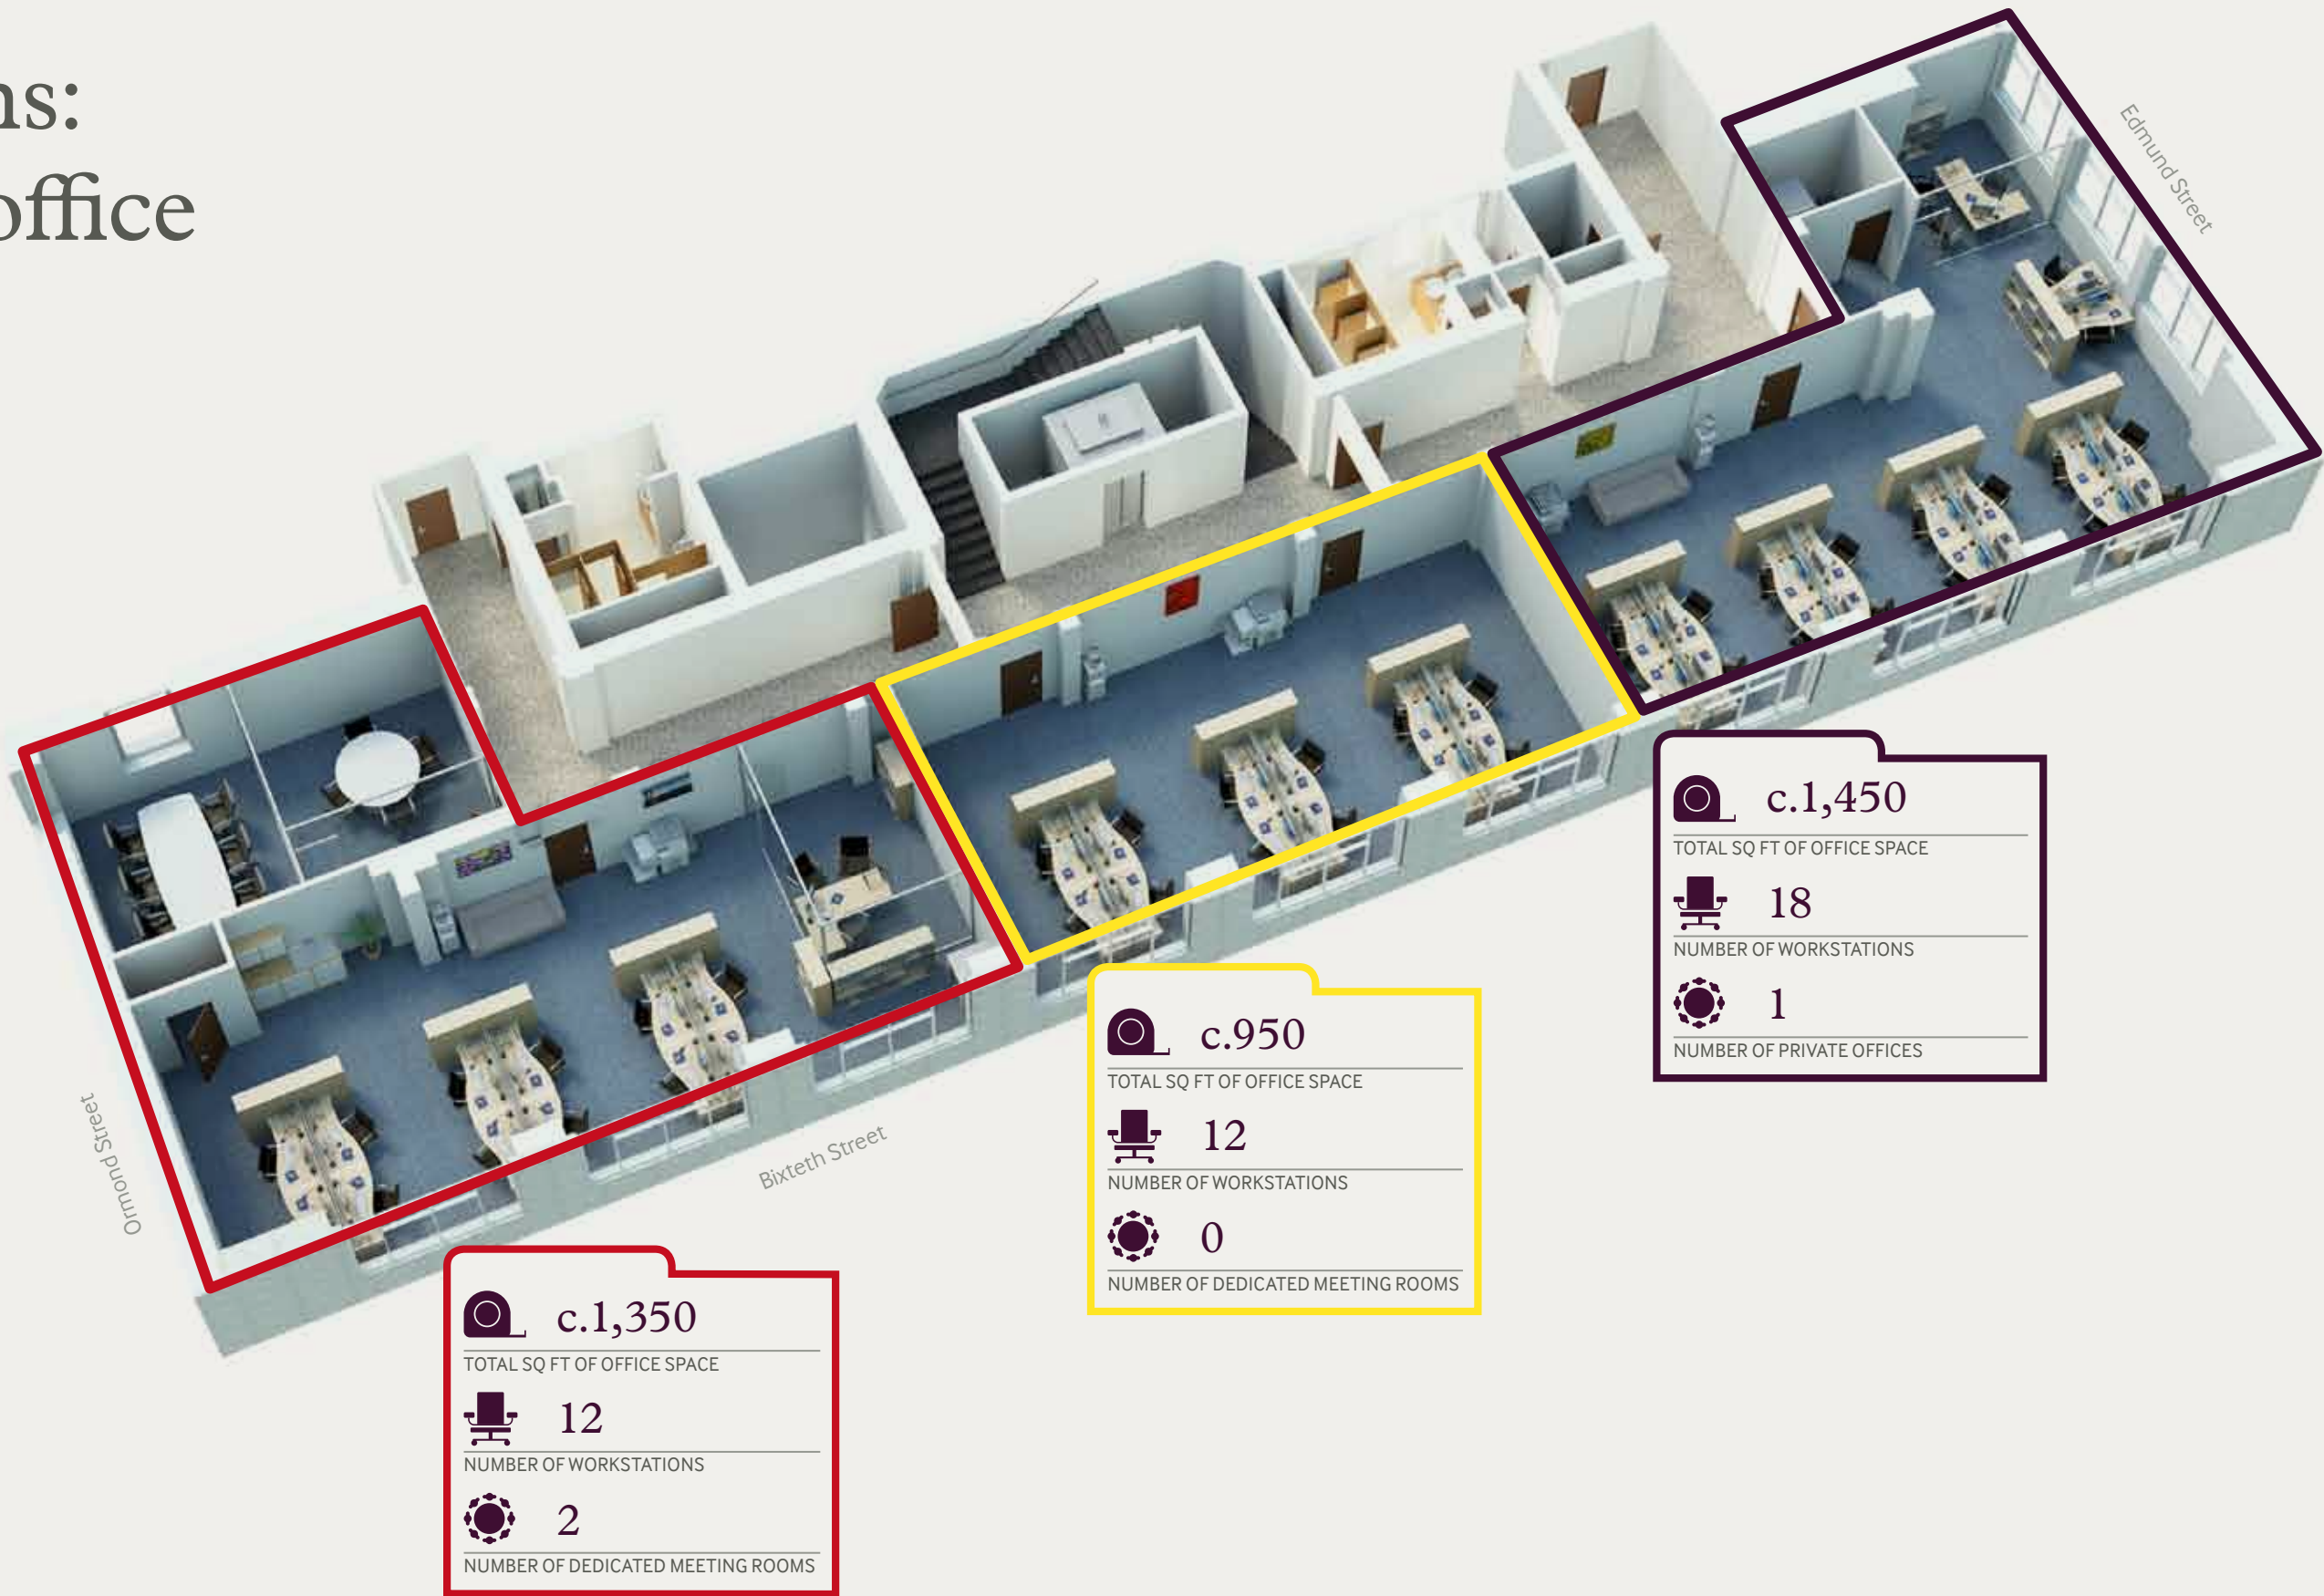 ns:
office
Edmund Street
Ormond Street
Bixteth Street
c.1,350
TOTAL SQ FT OF OFFICE SPACE
12
NUMBER OF WORKSTATIONS
2
NUMBER OF DEDICATED MEETING ROOMS
c.950
TOTAL SQ FT OF OFFICE SPACE
12
NUMBER OF WORKSTATIONS
0
NUMBER OF DEDICATED MEETING ROOMS
c.1,450
TOTAL SQ FT OF OFFICE SPACE
18
NUMBER OF WORKSTATIONS
1
NUMBER OF PRIVATE OFFICES